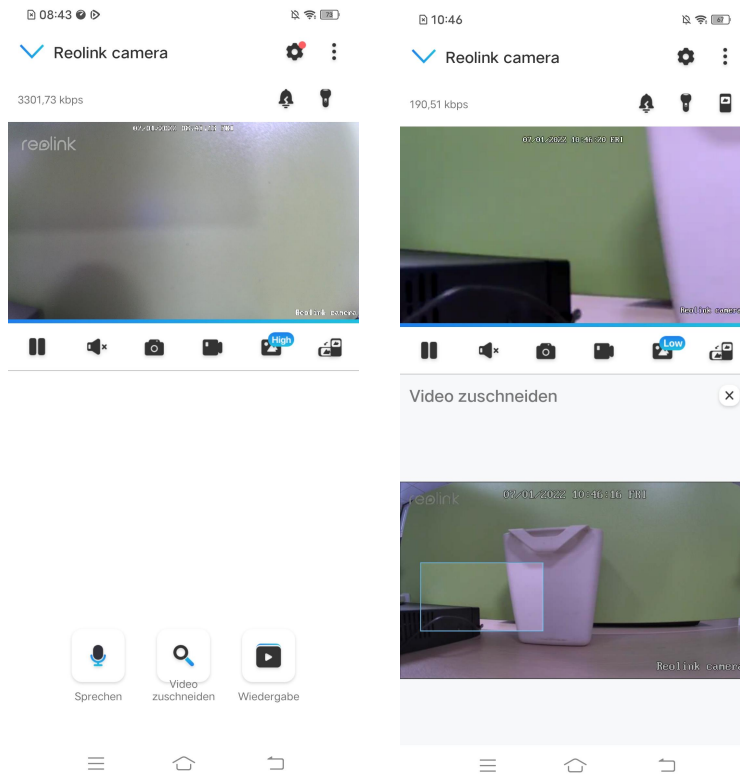 08:43
73
Reolink camera
3301,73 kbps
reolink
Reolink camera
High
Sprechen
Video
zuschneiden
Wiedergabe
10:46
67
Reolink camera
190,51 kbps
07/01/2022 10:46:20 FRI
Reolink camera
Low
Video zuschneiden
reolink
07/01/2022 10:46:16 FRI
Reolink camera